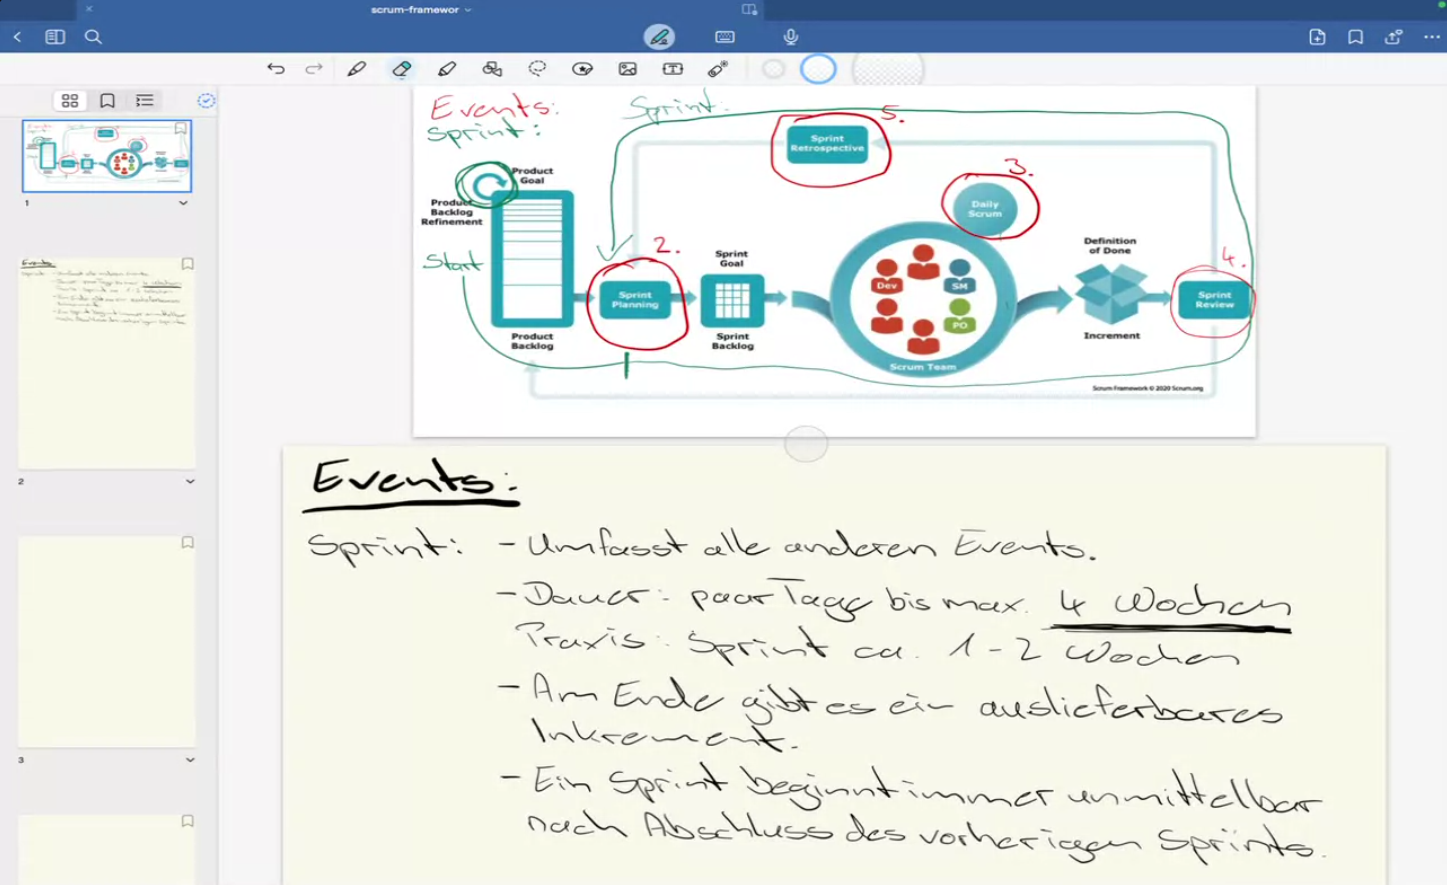 scrum-framewor
Events:
Sprint:
Sprint:
5.
Sprint
Retrospective
3.
Product
Goal
Product
Backlog
Refinement
Daily
Scrum
Start
2.
Sprint
Goal
Definition
of Done
4.
Sprint
Planning
Dev
SM
PO
Sprint
Review
Product
Backlog
Sprint
Backlog
Scrum Team
Increment
Scrum Framework © 2020 Scrum.org
1
2
3
Events:
Sprint: - Umfasst alle anderen Events.
- Dauer: paar Tage bis max. 4 Wochen
Praxis: Sprint ca. 1-2 Wochen
- Am Ende gibt es ein auslieferbares
Inkrement.
- Ein Sprint beginnt immer unmittelbar
nach Abschluss des vorherigen Sprints.